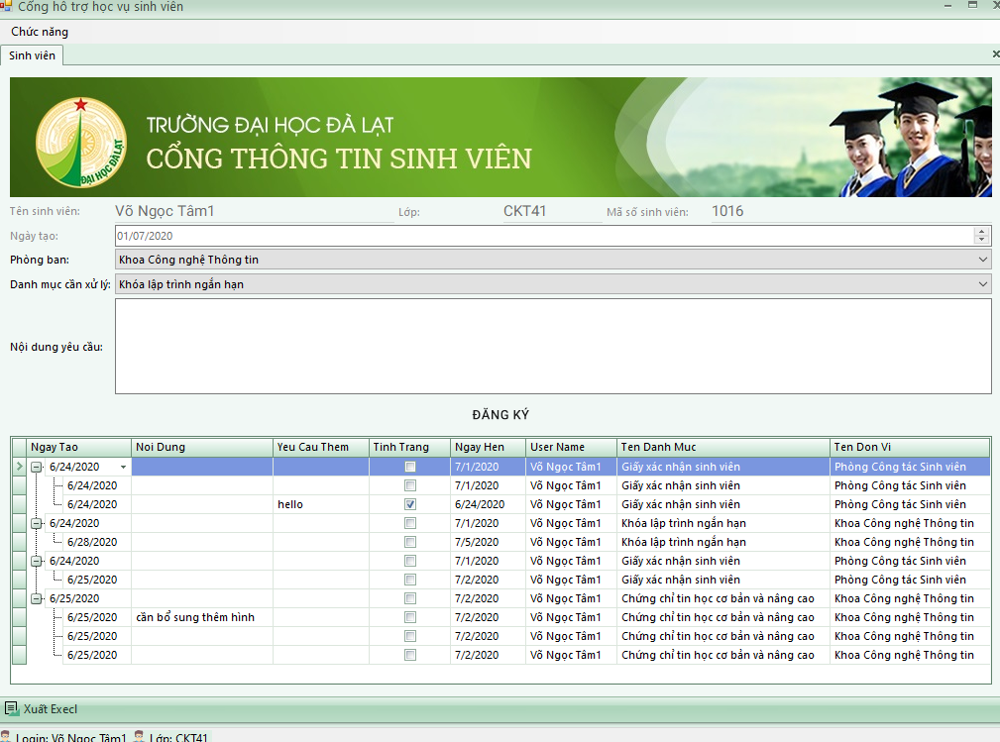 Cổng hỗ trợ học vụ sinh viên
Chức năng
Sinh viên
TRƯỜNG ĐẠI HỌC ĐÀ LẠT
CỔNG THÔNG TIN SINH VIÊN
ĐẠI HỌC ĐÀ LẠT
Tên sinh viên: Võ Ngọc Tâm1 Lớp: CKT41 Mã số sinh viên: 1016
Ngày tạo: 01/07/2020
Phòng ban: Khoa Công nghệ Thông tin
Danh mục cần xử lý: Khóa lập trình ngắn hạn
Nội dung yêu cầu:
ĐĂNG KÝ
Ngay Tao Noi Dung Yeu Cau Them Tinh Trang Ngay Hen User Name Ten Danh Muc Ten Don Vi
6/24/2020 7/1/2020 Võ Ngọc Tâm1 Giấy xác nhận sinh viên Phòng Công tác Sinh viên
6/24/2020 7/1/2020 Võ Ngọc Tâm1 Giấy xác nhận sinh viên Phòng Công tác Sinh viên
6/24/2020 hello 6/24/2020 Võ Ngọc Tâm1 Giấy xác nhận sinh viên Phòng Công tác Sinh viên
6/24/2020 7/1/2020 Võ Ngọc Tâm1 Khóa lập trình ngắn hạn Khoa Công nghệ Thông tin
6/28/2020 7/5/2020 Võ Ngọc Tâm1 Khóa lập trình ngắn hạn Khoa Công nghệ Thông tin
6/24/2020 7/1/2020 Võ Ngọc Tâm1 Giấy xác nhận sinh viên Phòng Công tác Sinh viên
6/25/2020 7/2/2020 Võ Ngọc Tâm1 Giấy xác nhận sinh viên Phòng Công tác Sinh viên
6/25/2020 7/2/2020 Võ Ngọc Tâm1 Chứng chỉ tin học cơ bản và nâng cao Khoa Công nghệ Thông tin
6/25/2020 cần bổ sung thêm hình 7/2/2020 Võ Ngọc Tâm1 Chứng chỉ tin học cơ bản và nâng cao Khoa Công nghệ Thông tin
6/25/2020 7/2/2020 Võ Ngọc Tâm1 Chứng chỉ tin học cơ bản và nâng cao Khoa Công nghệ Thông tin
6/25/2020 7/2/2020 Võ Ngọc Tâm1 Chứng chỉ tin học cơ bản và nâng cao Khoa Công nghệ Thông tin
Xuất Execl
Login: Võ Ngọc Tâm1 Lớp: CKT41